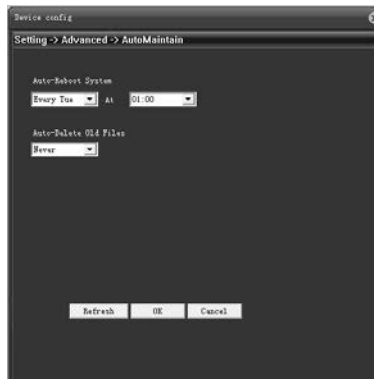 Device config
Setting -> Advanced -> AutoMaintain
Auto-Reboot System
Every Tue At 01:00
Auto-Delete Old Files
Never
Refresh OK Cancel